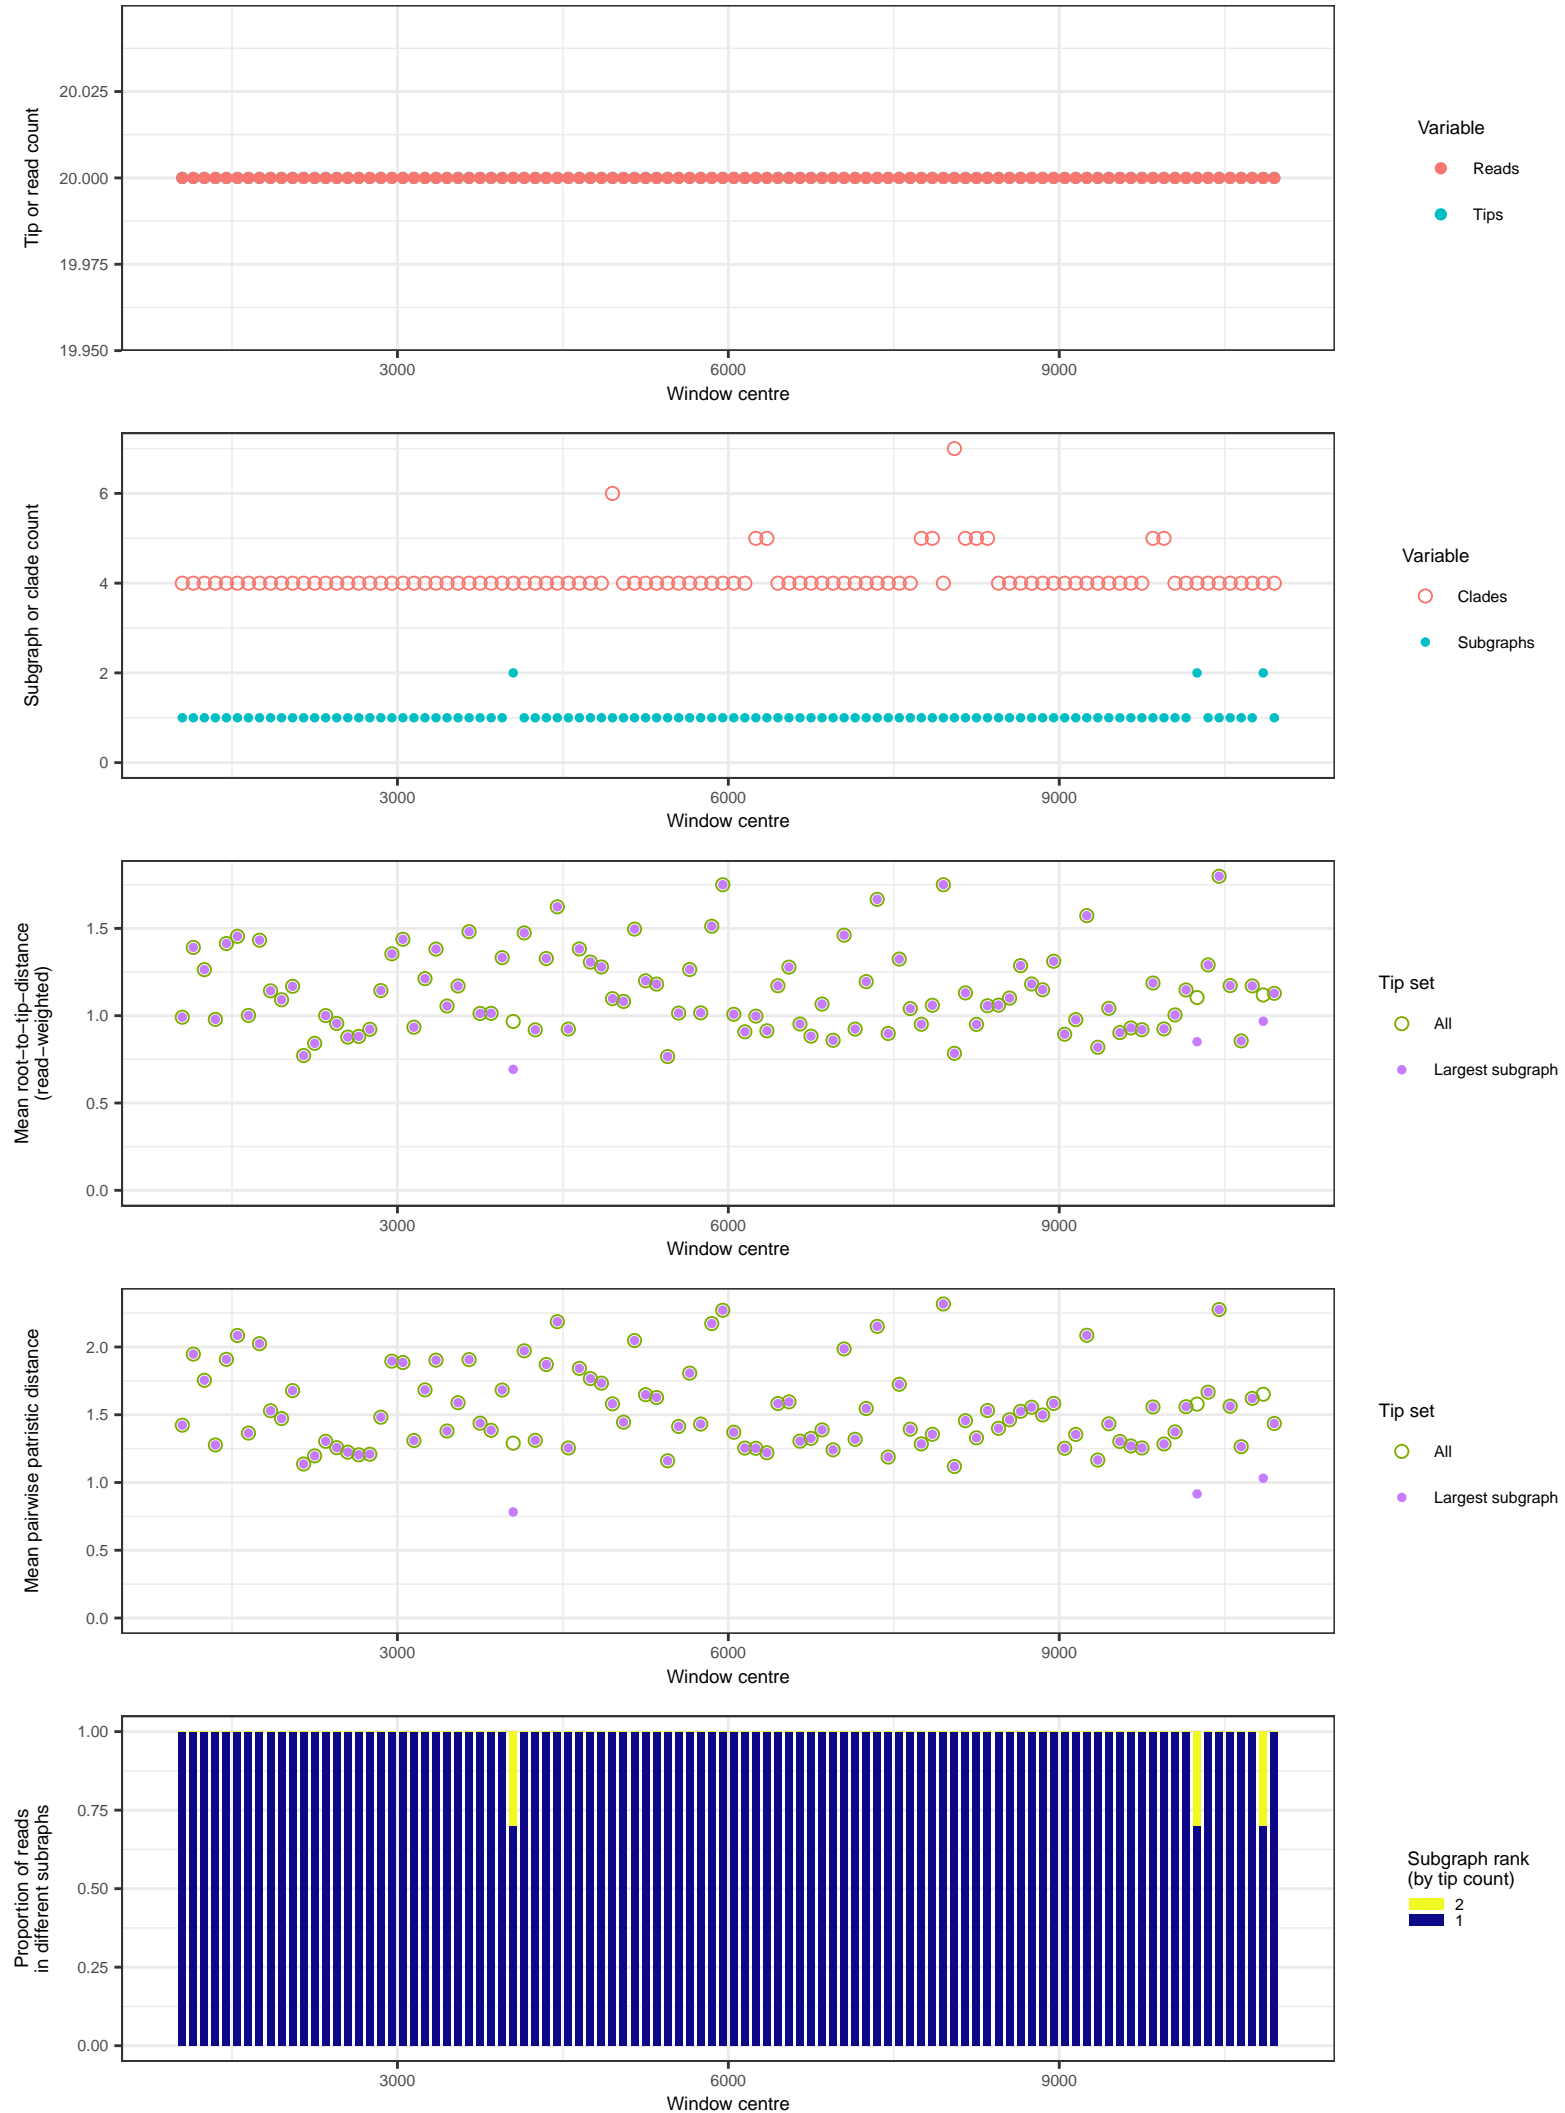 20.025
20.000
19.975
19.950
Tip or read count
3000 6000 9000
Window centre
Variable
Reads
Tips
6
4
2
0
Subgraph or clade count
3000 6000 9000
Window centre
Variable
Clades
Subgraphs
1.5
1.0
0.5
0.0
Mean root−to−tip−distance
(read−weighted)
3000 6000 9000
Window centre
Tip set
All
Largest subgraph
2.0
1.5
1.0
0.5
0.0
Mean pairwise patristic distance
3000 6000 9000
Window centre
Tip set
All
Largest subgraph
1.00
0.75
0.50
0.25
0.00
Proportion of reads
in different subraphs
3000 6000 9000
Window centre
Subgraph rank
(by tip count)
2
1